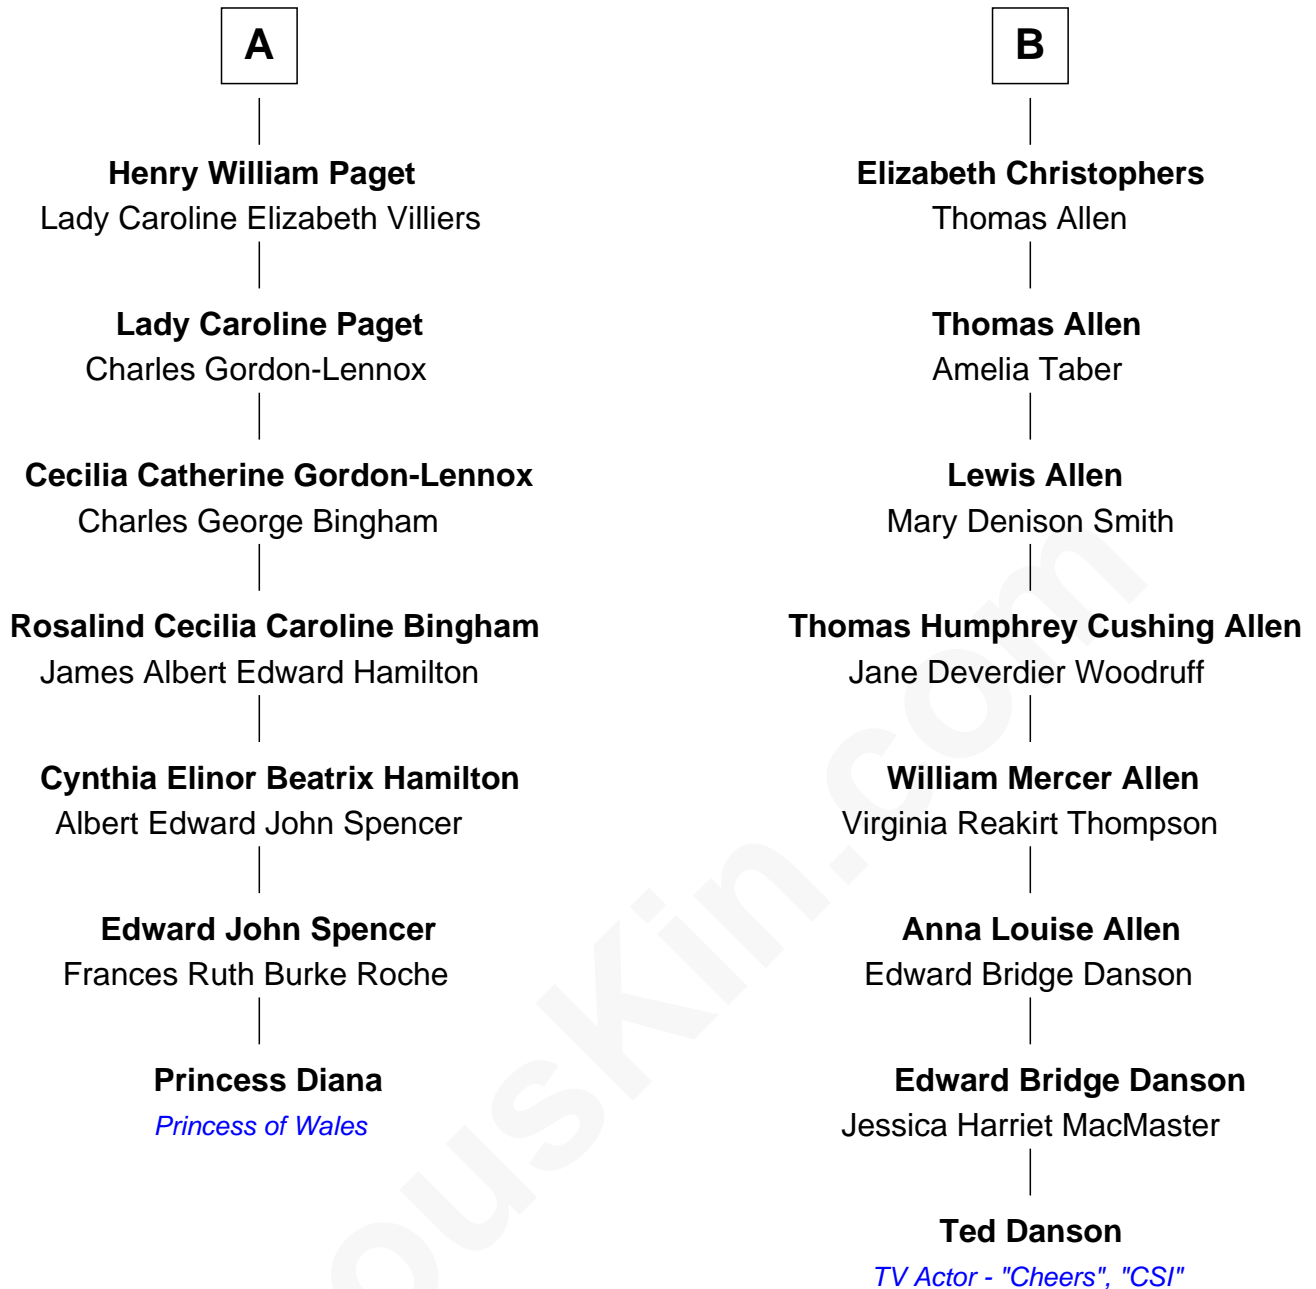 A
Henry William Paget
Lady Caroline Elizabeth Villiers
Lady Caroline Paget
Charles Gordon-Lennox
Cecilia Catherine Gordon-Lennox
Charles George Bingham
Rosalind Cecilia Caroline Bingham
James Albert Edward Hamilton
Cynthia Elinor Beatrix Hamilton
Albert Edward John Spencer
Edward John Spencer
Frances Ruth Burke Roche
Princess Diana
Princess of Wales
B
Elizabeth Christophers
Thomas Allen
Thomas Allen
Amelia Taber
Lewis Allen
Mary Denison Smith
Thomas Humphrey Cushing Allen
Jane Deverdier Woodruff
William Mercer Allen
Virginia Reakirt Thompson
Anna Louise Allen
Edward Bridge Danson
Edward Bridge Danson
Jessica Harriet MacMaster
Ted Danson
TV Actor - "Cheers", "CSI"
ousKin.com